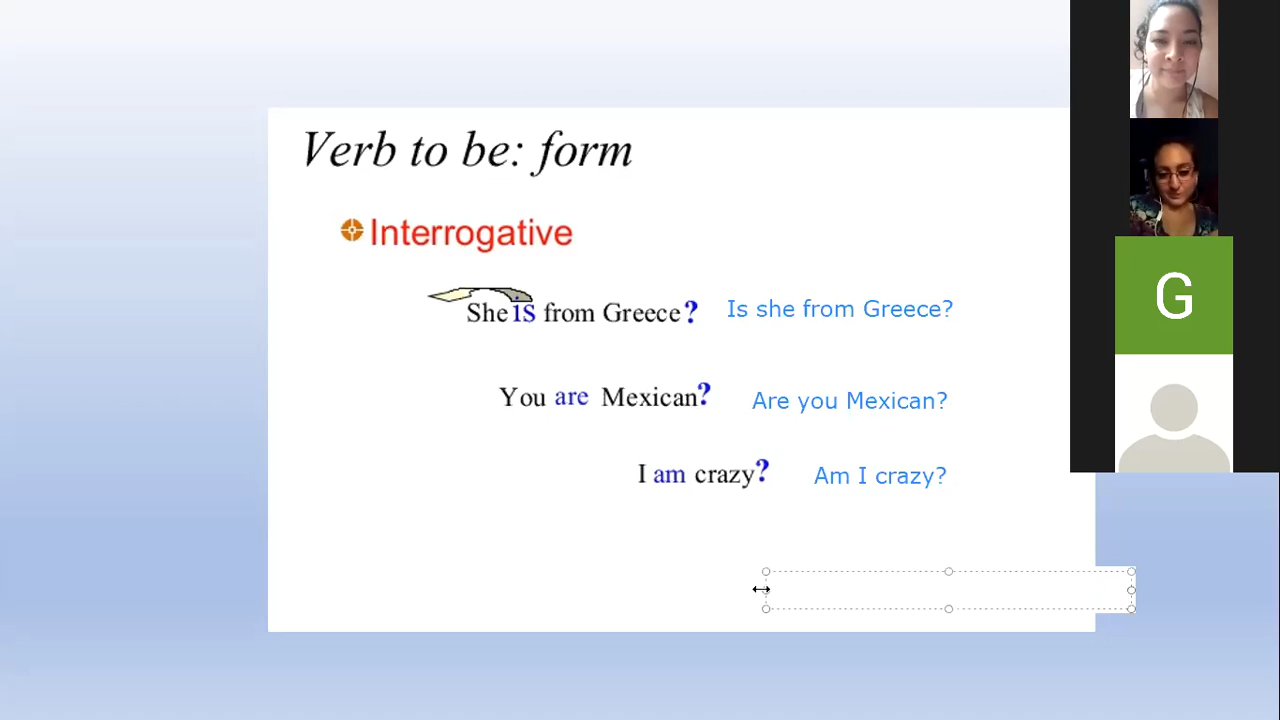 Verb to be: form
Interrogative
She is from Greece? Is she from Greece?
You are Mexican? Are you Mexican?
I am crazy? Am I crazy?
G